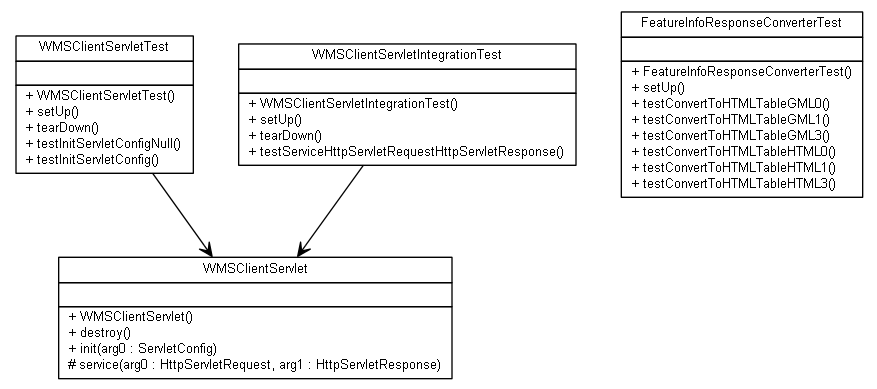 WMSClientServletTest
+ WMSClientServletTest()
+ setUp()
+ tearDown()
+ testInitServletConfigNull()
+ testInitServletConfig()
WMSClientServletIntegrationTest
+ WMSClientServletIntegrationTest()
+ setUp()
+ tearDown()
+ testServiceHttpServletRequestHttpServletResponse()
FeatureInfoResponseConverterTest
+ FeatureInfoResponseConverterTest()
+ setUp()
+ testConvertToHTMLTableGML0()
+ testConvertToHTMLTableGML1()
+ testConvertToHTMLTableGML3()
+ testConvertToHTMLTableHTML0()
+ testConvertToHTMLTableHTML1()
+ testConvertToHTMLTableHTML3()
WMSClientServlet
+ WMSClientServlet()
+ destroy()
+ init(arg0 : ServletConfig)
# service(arg0 : HttpServletRequest, arg1 : HttpServletResponse)